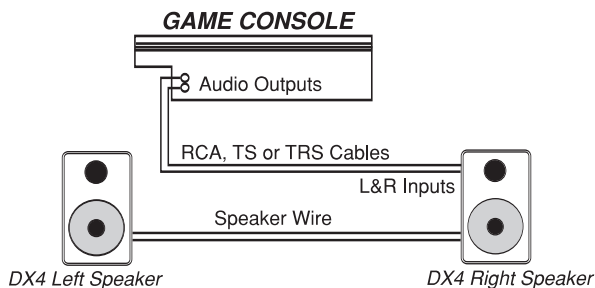 GAME CONSOLE
Audio Outputs
RCA, TS or TRS Cables
L&R Inputs
Speaker Wire
DX4 Left Speaker
DX4 Right Speaker